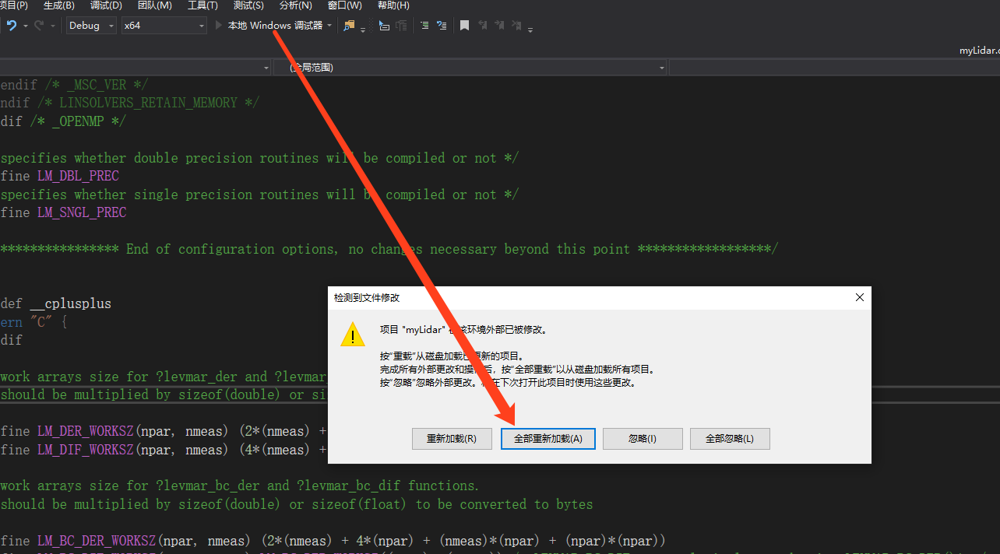 项目(P) 生成(B) 调试(D) 团队(M) 工具(T) 测试(S) 分析(N) 窗口(W) 帮助(H)
Debug x64 本地 Windows 调试器
myLidar.c
(全局范围)
endif /* _MSC_VER */
ndif /* LINSOLVERS_RETAIN_MEMORY */
dif /* _OPENMP */
specifies whether double precision routines will be compiled or not */
fine LM_DBL_PREC
specifies whether single precision routines will be compiled or not */
fine LM_SNGL_PREC
**************** End of configuration options, no changes necessary beyond this point ******************/
def __cplusplus
ern "C" {
dif
work arrays size for ?levmar_der and ?levmar_
should be multiplied by sizeof(double) or si
fine LM_DER_WORKSZ(npar, nmeas) (2*(nmeas) +
fine LM_DIF_WORKSZ(npar, nmeas) (4*(nmeas) +
检测到文件修改
项目 "myLidar" 在该环境外部已被修改。
按"重载"从磁盘加载已更新的项目。
完成所有外部更改和操作后，按"全部重载"以从磁盘加载所有项目。
按"忽略"忽略外部更改。将在下次打开此项目时使用这些更改。
重新加载(R) 全部重新加载(A) 忽略(I) 全部忽略(L)
work arrays size for ?levmar_bc_der and ?levmar_bc_dif functions.
should be multiplied by sizeof(double) or sizeof(float) to be converted to bytes
fine LM_BC_DER_WORKSZ(npar, nmeas) (2*(nmeas) + 4*(npar) + (nmeas)*(npar) + (npar)*(npar))